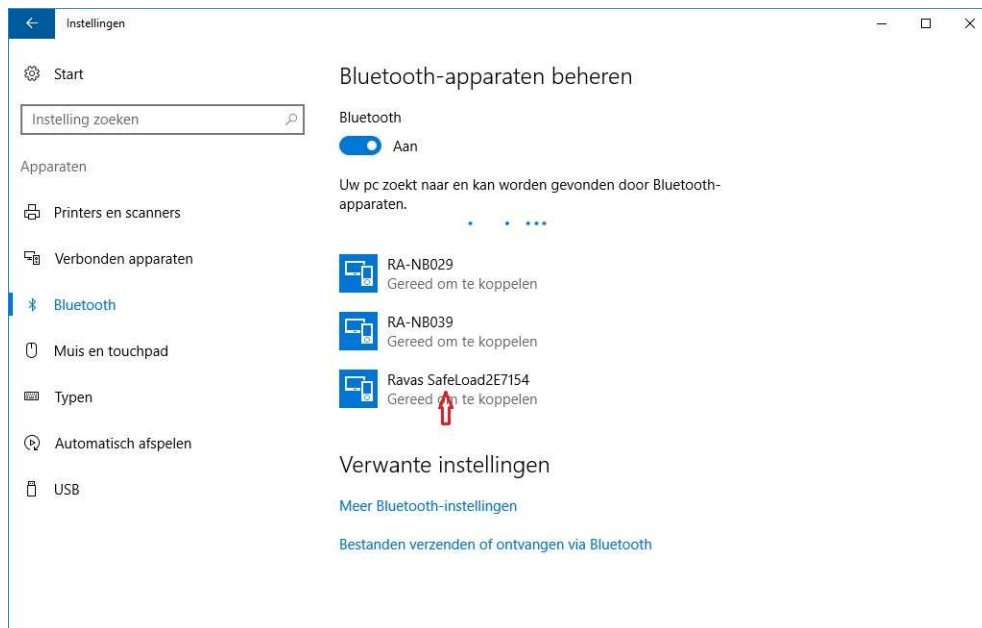 Instellingen
Start
Instelling zoeken
Apparaten
Printers en scanners
Verbonden apparaten
Bluetooth
Muis en touchpad
Typen
Automatisch afspelen
USB
Bluetooth-apparaten beheren
Bluetooth
Aan
Uw pc zoekt naar en kan worden gevonden door Bluetooth-
apparaten.
RA-NB029
Gereed om te koppelen
RA-NB039
Gereed om te koppelen
Ravas SafeLoad2E7154
Gereed om te koppelen
Verwante instellingen
Meer Bluetooth-instellingen
Bestanden verzenden of ontvangen via Bluetooth